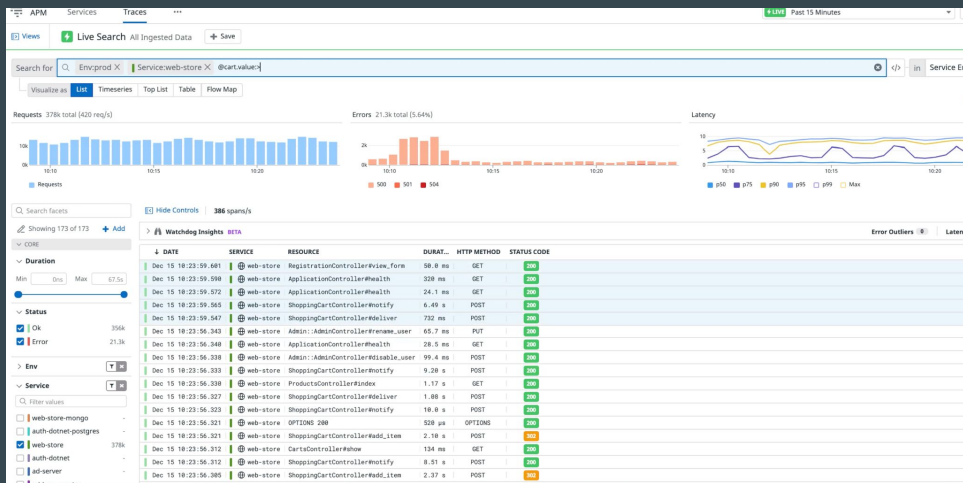 APM Services Traces •••
LIVE Past 15 Minutes
Views Live Search All Ingested Data + Save
Search for Env:prod Service:web-store @cart.value:> </> in Service En
Visualize as List Timeseries Top List Table Flow Map
Requests 378k total (420 req/s)
10k
0k
10:10 10:15 10:20
Requests
Errors 21.3k total (5.64%)
2k
0k
10:10 10:15 10:20
500 501 504
Latency
10
5
0
10:10 10:15 10:20
p50 p75 p90 p95 p99 Max
Search facets
Showing 173 of 173 + Add
CORE
Duration
Min 0ns Max 67.5s
Status
Ok 356k
Error 21.3k
Env
Service
Filter values
web-store-mongo -
auth-dotnet-postgres -
web-store 378k
auth-dotnet -
ad-server -
Hide Controls 386 spans/s
Watchdog Insights BETA Error Outliers 0 Laten
↓ DATE SERVICE RESOURCE DURAT... HTTP METHOD STATUS CODE
Dec 15 10:23:59.601 web-store RegistrationController#view_form 50.0 ms GET 200
Dec 15 10:23:59.590 web-store ApplicationController#health 320 ms GET 200
Dec 15 10:23:59.572 web-store ApplicationController#health 24.1 ms GET 200
Dec 15 10:23:59.565 web-store ShoppingCartController#notify 6.49 s POST 200
Dec 15 10:23:59.547 web-store ShoppingCartController#deliver 732 ms POST 200
Dec 15 10:23:56.343 web-store Admin::AdminController#rename_user 65.7 ms PUT 200
Dec 15 10:23:56.340 web-store ApplicationController#health 20.5 ms GET 200
Dec 15 10:23:56.338 web-store Admin::AdminController#disable_user 99.4 ms POST 200
Dec 15 10:23:56.333 web-store ShoppingCartController#notify 9.20 s POST 200
Dec 15 10:23:56.330 web-store ProductsController#index 1.17 s GET 200
Dec 15 10:23:56.327 web-store ShoppingCartController#deliver 1.08 s POST 200
Dec 15 10:23:56.323 web-store ShoppingCartController#notify 10.0 s POST 200
Dec 15 10:23:56.321 web-store OPTIONS 200 520 μs OPTIONS 200
Dec 15 10:23:56.321 web-store ShoppingCartController#add_item 2.10 s POST 302
Dec 15 10:23:56.312 web-store CartsController#show 134 ms GET 200
Dec 15 10:23:56.312 web-store ShoppingCartController#notify 8.51 s POST 200
Dec 15 10:23:56.305 web-store ShoppingCartController#add_item 2.37 s POST 302